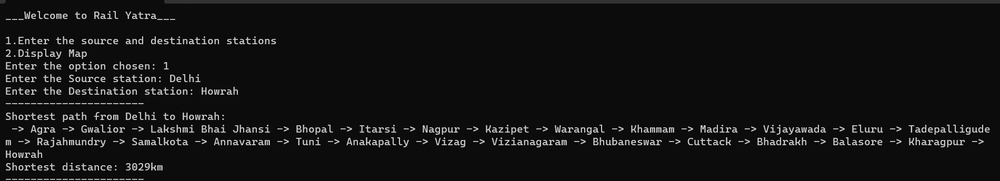 ___Welcome to Rail Yatra___
1.Enter the source and destination stations
2.Display Map
Enter the option chosen: 1
Enter the Source station: Delhi
Enter the Destination station: Howrah
----------------------
Shortest path from Delhi to Howrah:
 -> Agra -> Gwalior -> Lakshmi Bhai Jhansi -> Bhopal -> Itarsi -> Nagpur -> Kazipet -> Warangal -> Khammam -> Madira -> Vijayawada -> Eluru -> Tadepalligude
m -> Rajahmundry -> Samalkota -> Annavaram -> Tuni -> Anakapally -> Vizag -> Vizianagaram -> Bhubaneswar -> Cuttack -> Bhadrakh -> Balasore -> Kharagpur ->
Howrah
Shortest distance: 3029km
----------------------